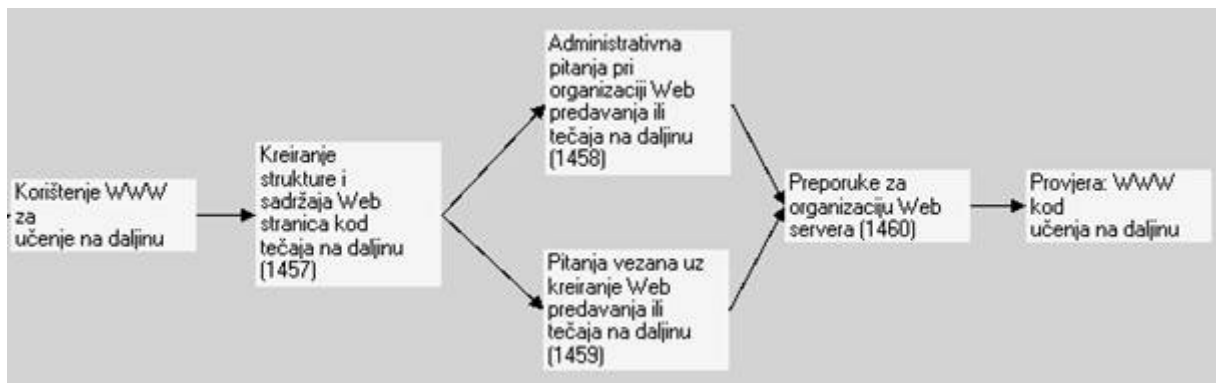 Korištenje WWW
za
učenje na daljinu
Kreiranje
strukture i
sadržaja Web
stranica kod
tečaja na daljinu
(1457)
Administrativna
pitanja pri
organizaciji Web
predavanja ili
tečaja na daljinu
(1458)
Pitanja vezana uz
kreiranje Web
predavanja ili
tečaja na daljinu
(1459)
Preporuke za
organizaciju Web
servera (1460)
Provjera: WWW
kod
učenja na daljinu